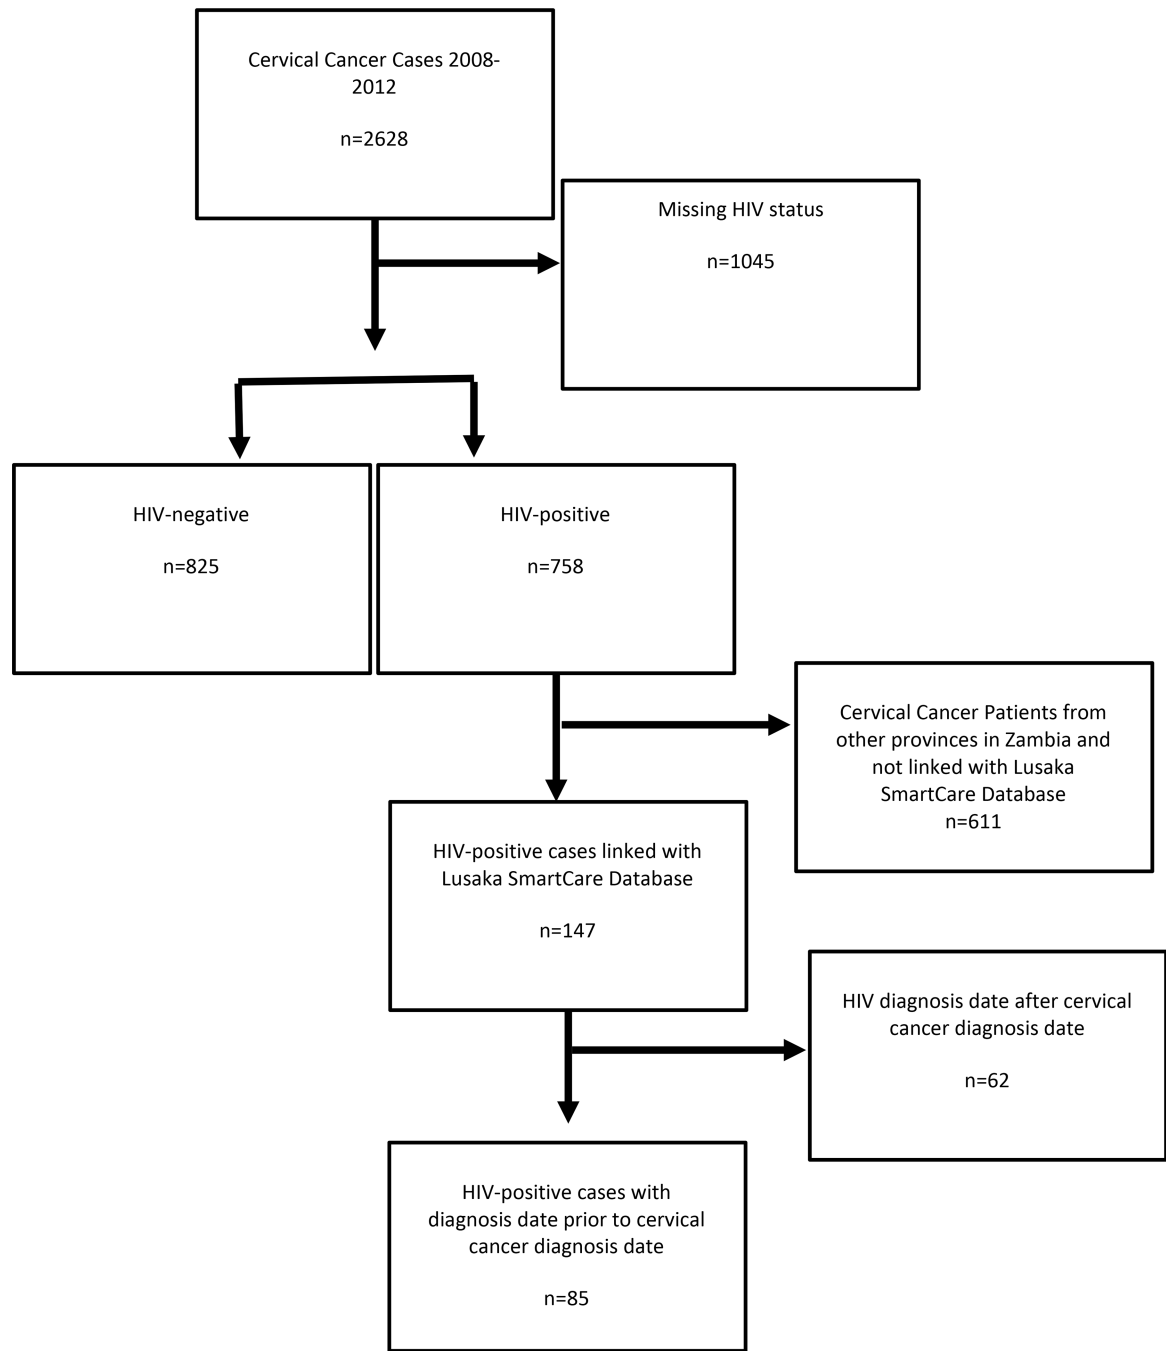 Cervical Cancer Cases 2008-
2012
n=2628
Missing HIV status
n=1045
HIV-negative
n=825
HIV-positive
n=758
Cervical Cancer Patients from
other provinces in Zambia and
not linked with Lusaka
SmartCare Database
n=611
HIV-positive cases linked with
Lusaka SmartCare Database
n=147
HIV diagnosis date after cervical
cancer diagnosis date
n=62
HIV-positive cases with
diagnosis date prior to cervical
cancer diagnosis date
n=85